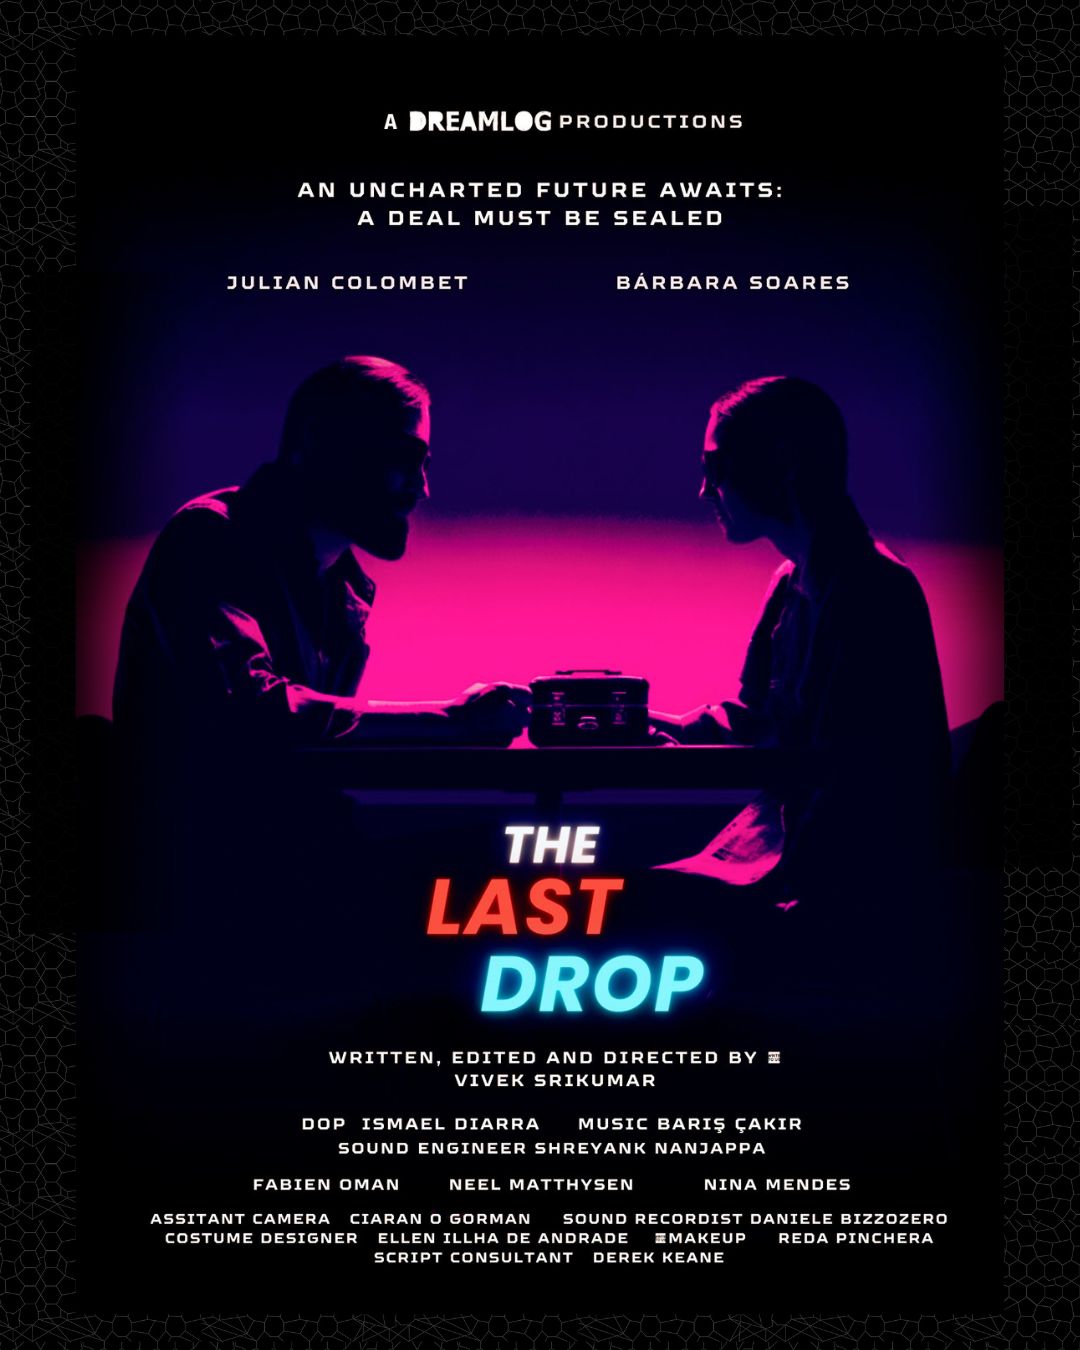 A DREAMLOG PRODUCTIONS
AN UNCHARTED FUTURE AWAITS:
A DEAL MUST BE SEALED
JULIAN COLOMBET BÁRBARA SOARES
THE
LAST
DROP
WRITTEN, EDITED AND DIRECTED BY
VIVEK SRIKUMAR
DOP ISMAEL DIARRA MUSIC BARIŞ ÇAKIR
SOUND ENGINEER SHREYANK NANJAPPA
FABIEN OMAN NEEL MATTHYSEN NINA MENDES
ASSITANT CAMERA CIARAN O GORMAN SOUND RECORDIST DANIELE BIZZOZERO
COSTUME DESIGNER ELLEN ILLHA DE ANDRADE MAKEUP REDA PINCHERA
SCRIPT CONSULTANT DEREK KEANE